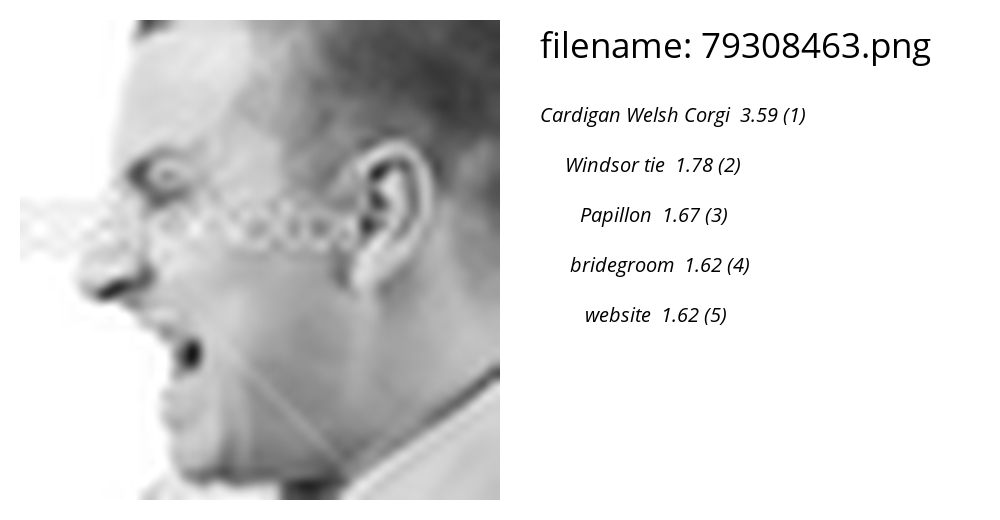 filename: 79308463.png
Cardigan Welsh Corgi 3.59 (1)
Windsor tie 1.78 (2)
Papillon 1.67 (3)
bridegroom 1.62 (4)
website 1.62 (5)